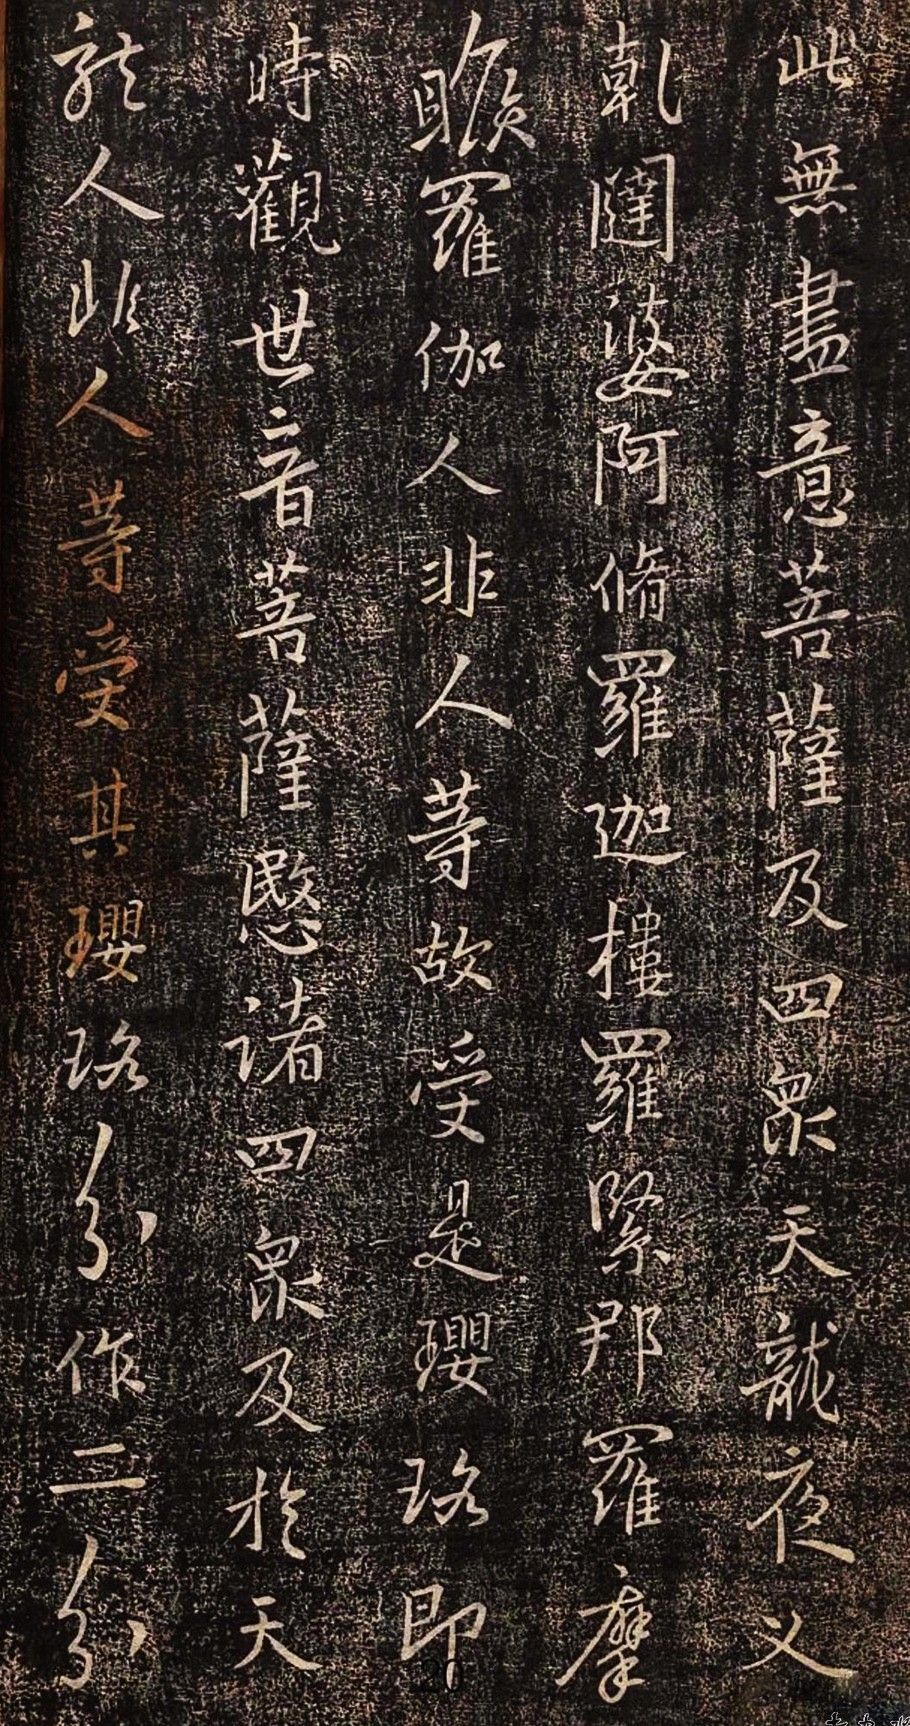 此無盡意菩薩及四眾天龍夜叉
乾闥婆阿脩羅迦樓羅緊那羅摩
睺羅伽人非人等故受是瓔珞即
時觀世音菩薩愍諸四眾及於天
龍人非人等受其瓔珞分作二分